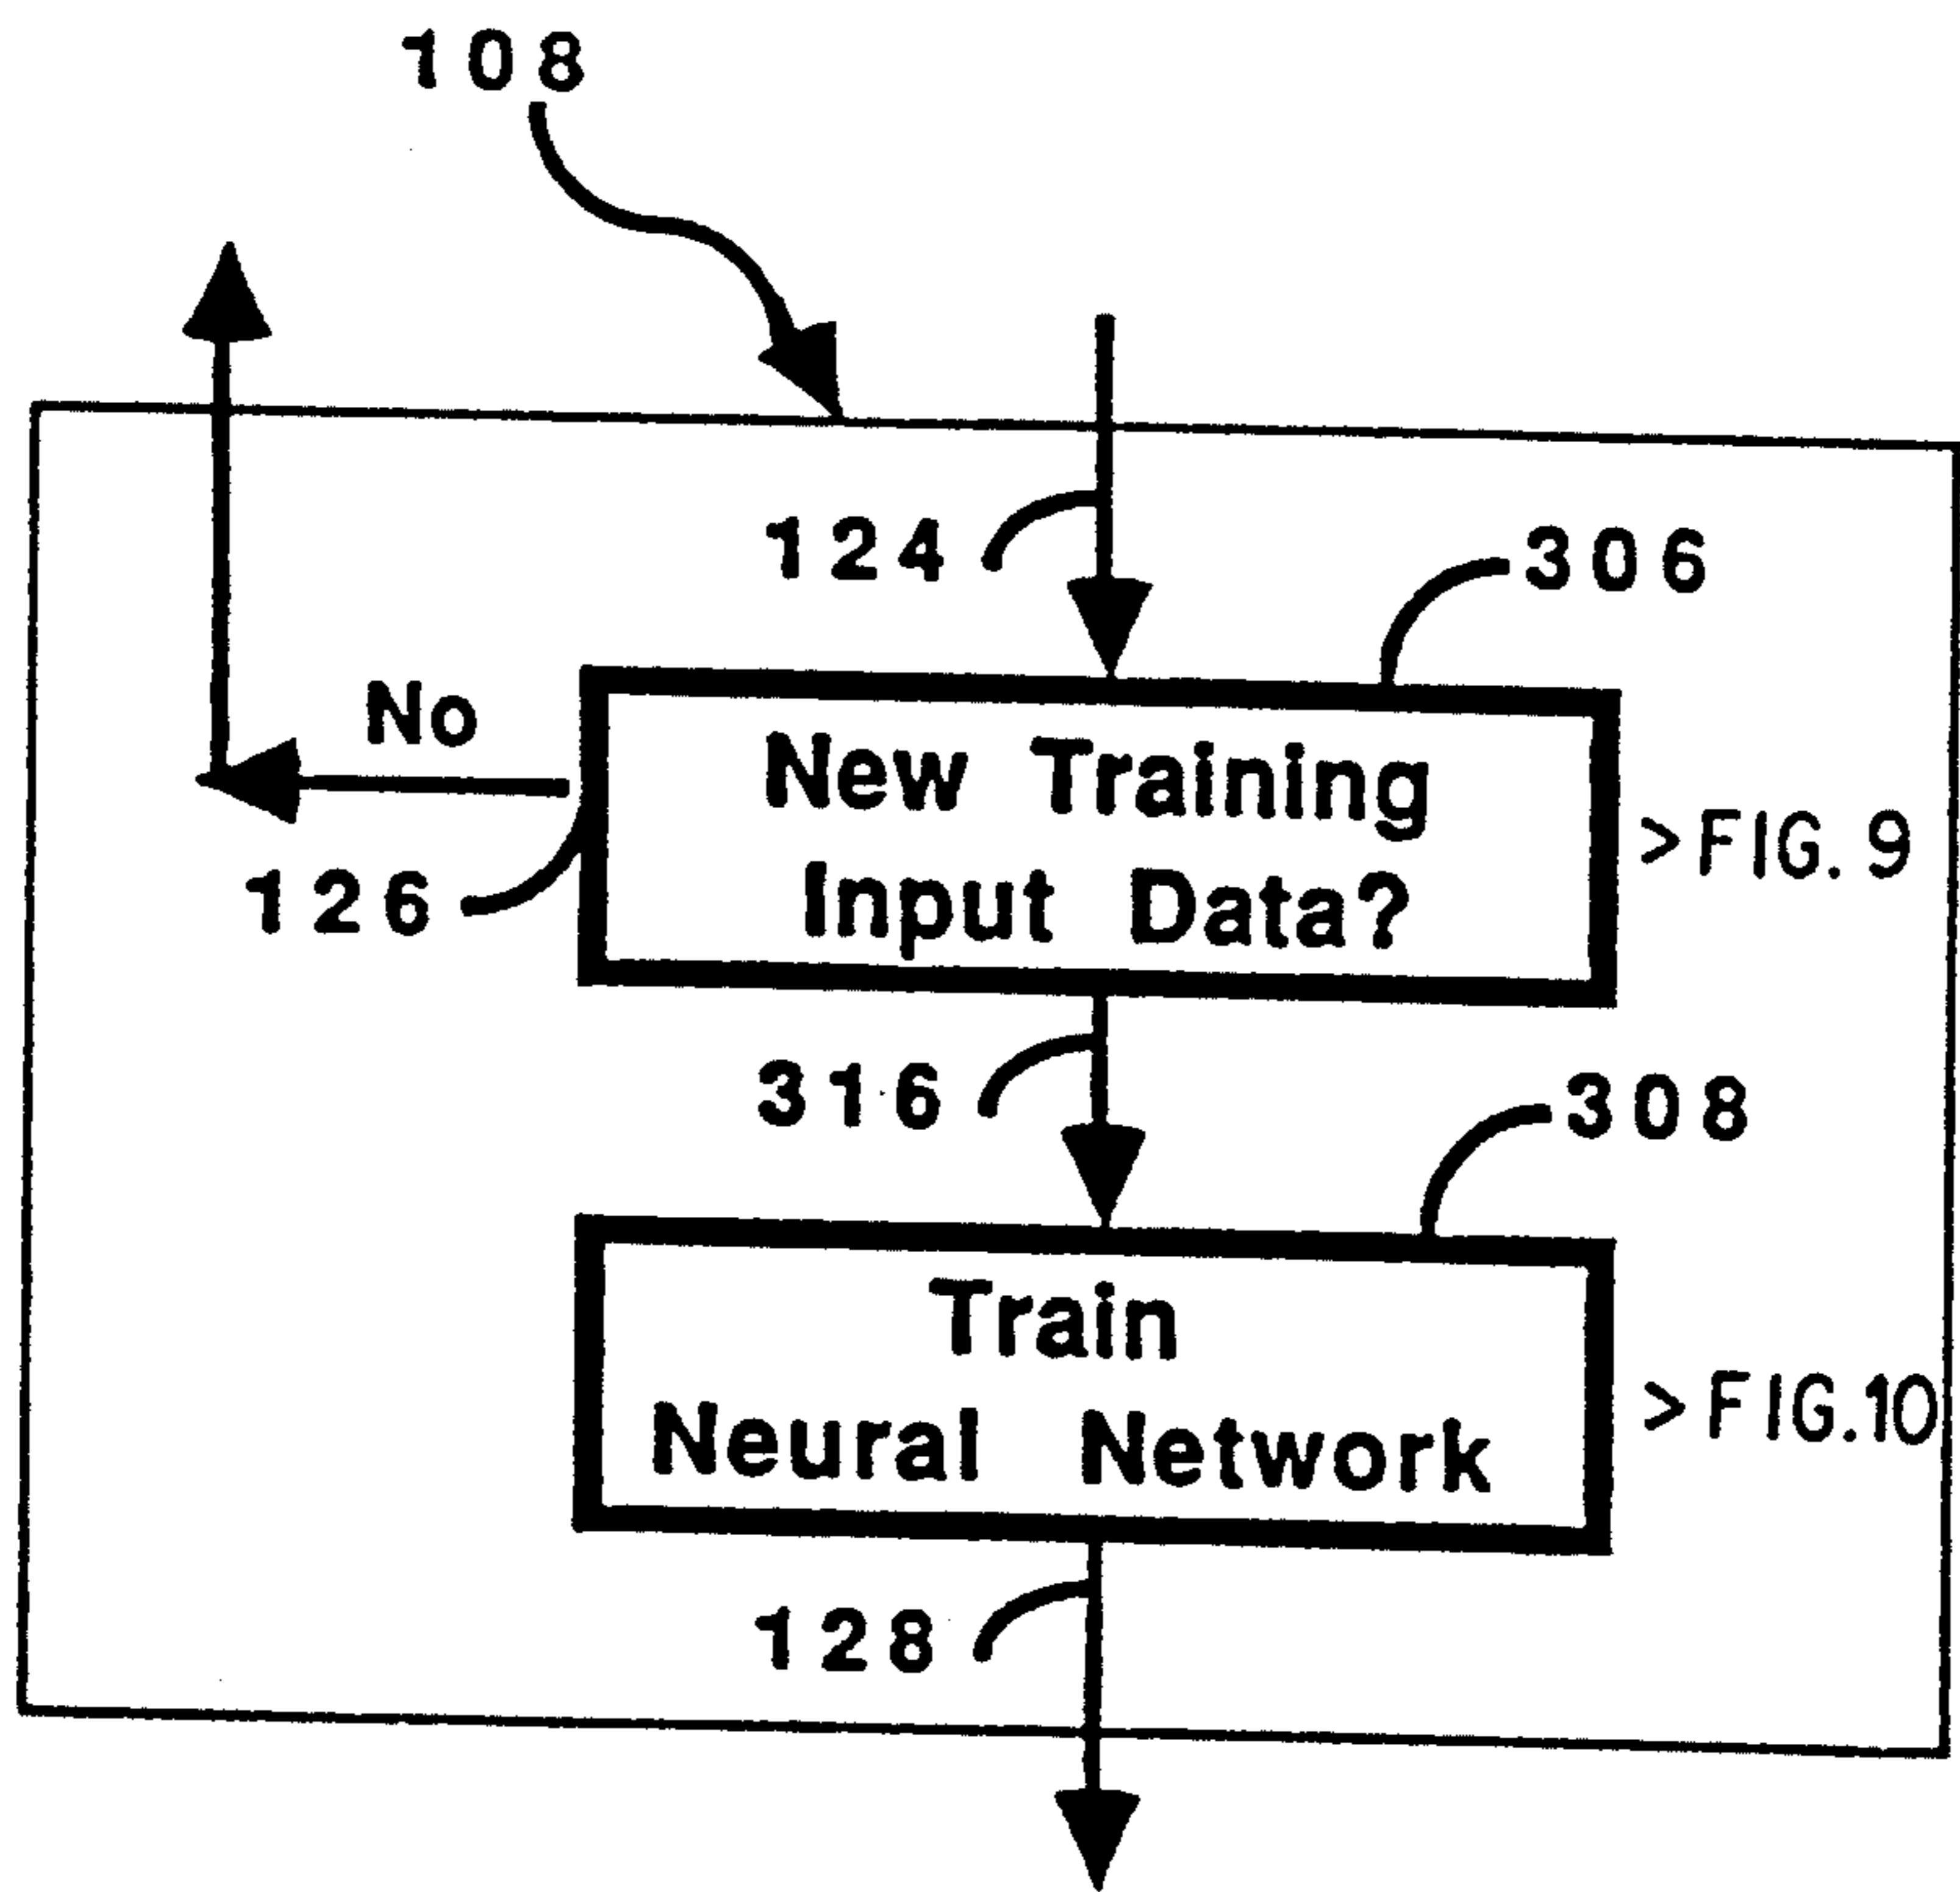 108
124
306
No
New Training
Input Data?
>FIG. 9
126
316
308
Train
Neural Network
>FIG.10
128